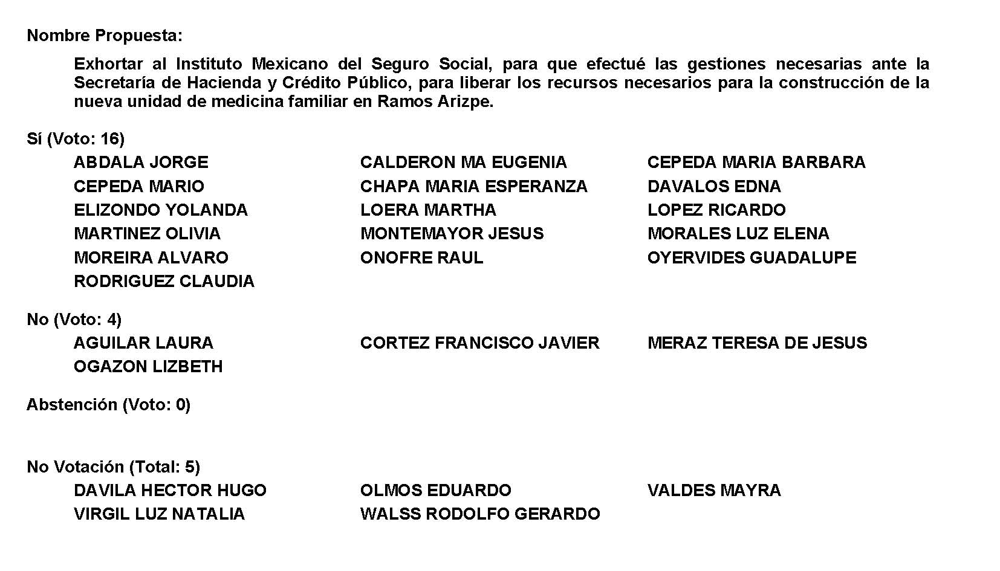 Nombre Propuesta:
Exhortar al Instituto Mexicano del Seguro Social, para que efectué las gestiones necesarias ante la
Secretaría de Hacienda y Crédito Público, para liberar los recursos necesarios para la construcción de la
nueva unidad de medicina familiar en Ramos Arizpe.
Sí (Voto: 16)
ABDALA JORGE CALDERON MA EUGENIA CEPEDA MARIA BARBARA
CEPEDA MARIO CHAPA MARIA ESPERANZA DAVALOS EDNA
ELIZONDO YOLANDA LOERA MARTHA LOPEZ RICARDO
MARTINEZ OLIVIA MONTEMAYOR JESUS MORALES LUZ ELENA
MOREIRA ALVARO ONOFRE RAUL OYERVIDES GUADALUPE
RODRIGUEZ CLAUDIA
No (Voto: 4)
AGUILAR LAURA CORTEZ FRANCISCO JAVIER MERAZ TERESA DE JESUS
OGAZON LIZBETH
Abstención (Voto: 0)
No Votación (Total: 5)
DAVILA HECTOR HUGO OLMOS EDUARDO VALDES MAYRA
VIRGIL LUZ NATALIA WALSS RODOLFO GERARDO